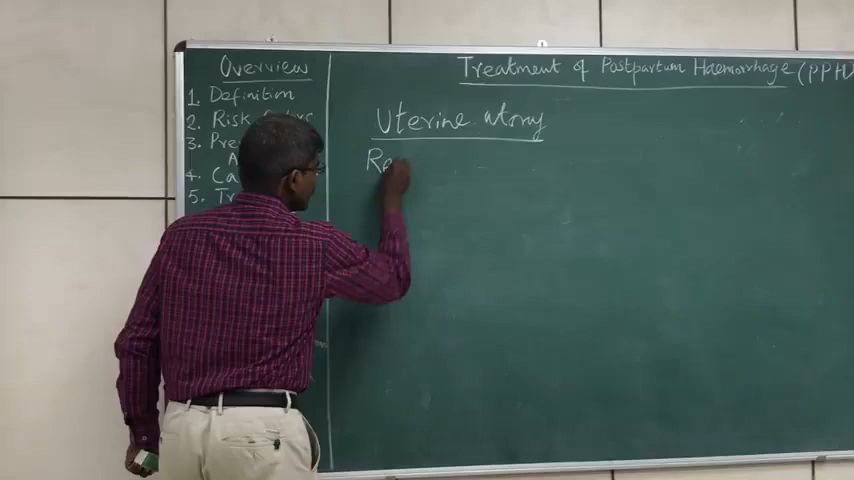 Overview
1. Definition
2. Risk
3. Pre
A
4. Ca
5. Tr
Treatment of Postpartum Haemorrhage (PPH)
Uterine atony
Re